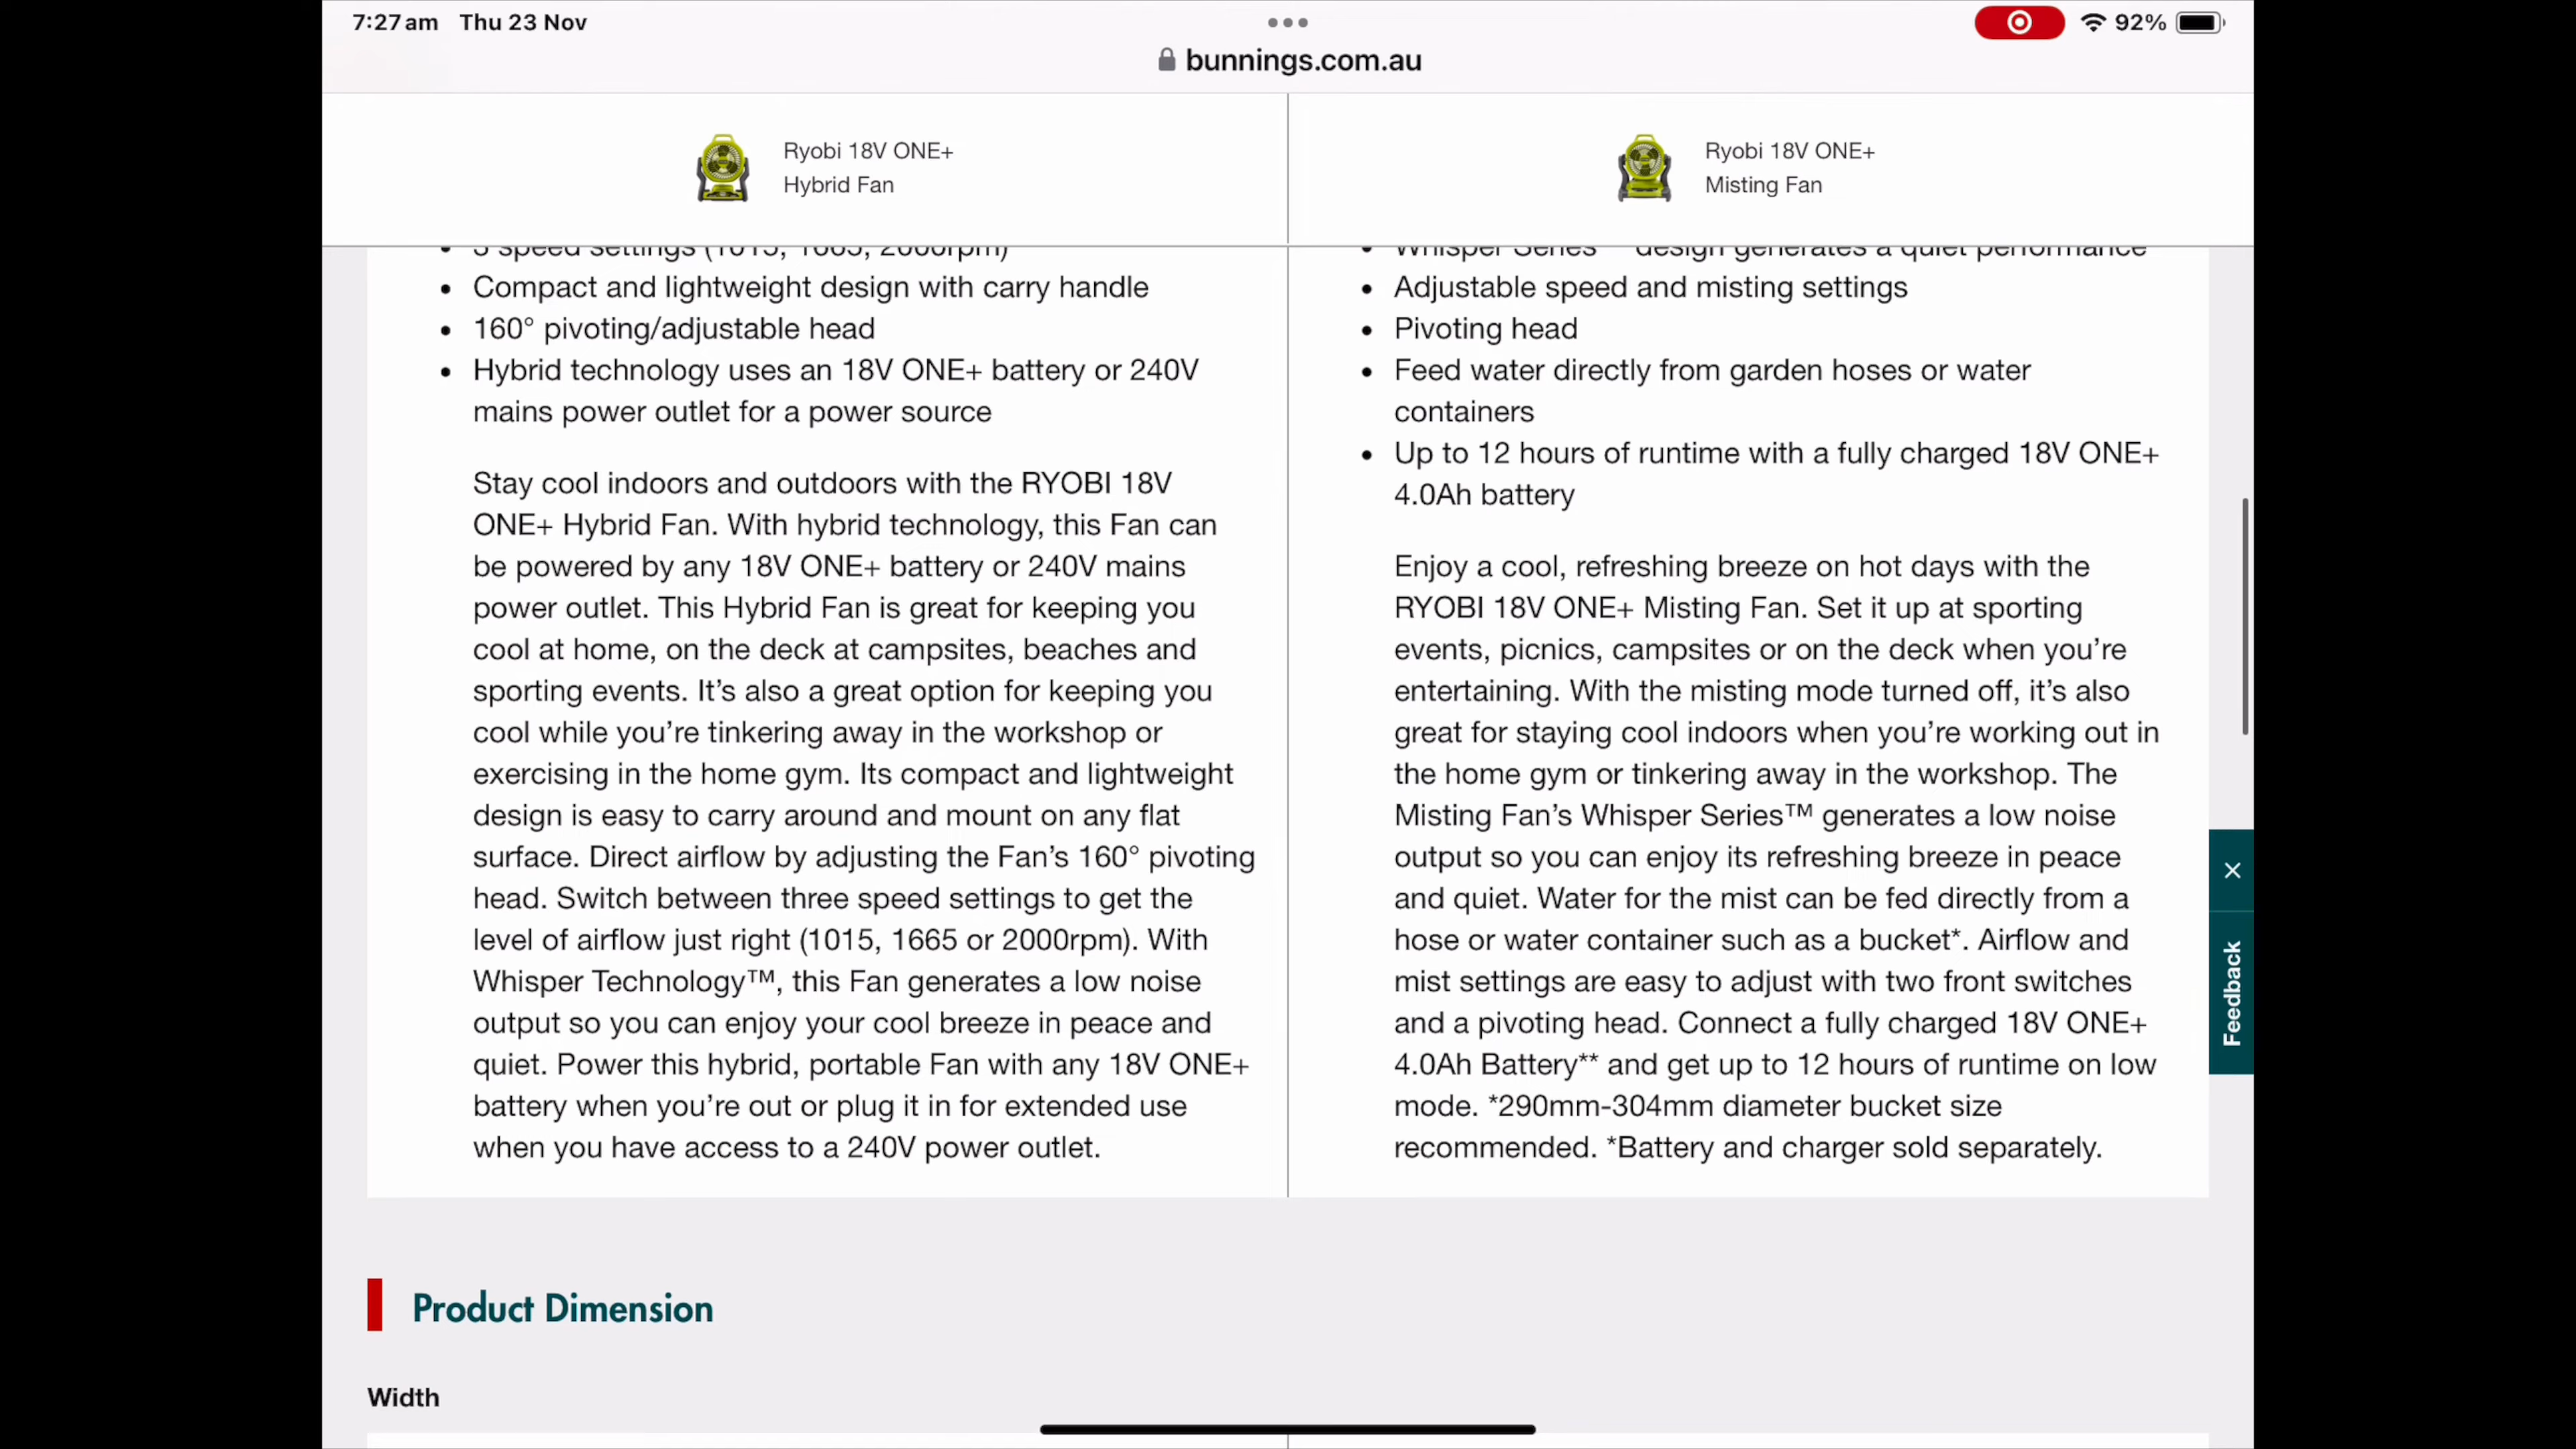 7:27 am Thu 23 Nov
92%
bunnings.com.au
Ryobi 18V ONE+
Hybrid Fan
Ryobi 18V ONE+
Misting Fan
3 speed settings (1015, 1665, 2000rpm)
Compact and lightweight design with carry handle
160° pivoting/adjustable head
Hybrid technology uses an 18V ONE+ battery or 240V
mains power outlet for a power source
Stay cool indoors and outdoors with the RYOBI 18V
ONE+ Hybrid Fan. With hybrid technology, this Fan can
be powered by any 18V ONE+ battery or 240V mains
power outlet. This Hybrid Fan is great for keeping you
cool at home, on the deck at campsites, beaches and
sporting events. It’s also a great option for keeping you
cool while you’re tinkering away in the workshop or
exercising in the home gym. Its compact and lightweight
design is easy to carry around and mount on any flat
surface. Direct airflow by adjusting the Fan’s 160° pivoting
head. Switch between three speed settings to get the
level of airflow just right (1015, 1665 or 2000rpm). With
Whisper Technology™, this Fan generates a low noise
output so you can enjoy your cool breeze in peace and
quiet. Power this hybrid, portable Fan with any 18V ONE+
battery when you’re out or plug it in for extended use
when you have access to a 240V power outlet.
Whisper Series™ design generates a quiet performance
Adjustable speed and misting settings
Pivoting head
Feed water directly from garden hoses or water
containers
Up to 12 hours of runtime with a fully charged 18V ONE+
4.0Ah battery
Enjoy a cool, refreshing breeze on hot days with the
RYOBI 18V ONE+ Misting Fan. Set it up at sporting
events, picnics, campsites or on the deck when you’re
entertaining. With the misting mode turned off, it’s also
great for staying cool indoors when you’re working out in
the home gym or tinkering away in the workshop. The
Misting Fan’s Whisper Series™ generates a low noise
output so you can enjoy its refreshing breeze in peace
and quiet. Water for the mist can be fed directly from a
hose or water container such as a bucket*. Airflow and
mist settings are easy to adjust with two front switches
and a pivoting head. Connect a fully charged 18V ONE+
4.0Ah Battery** and get up to 12 hours of runtime on low
mode. *290mm-304mm diameter bucket size
recommended. *Battery and charger sold separately.
Feedback
Product Dimension
Width